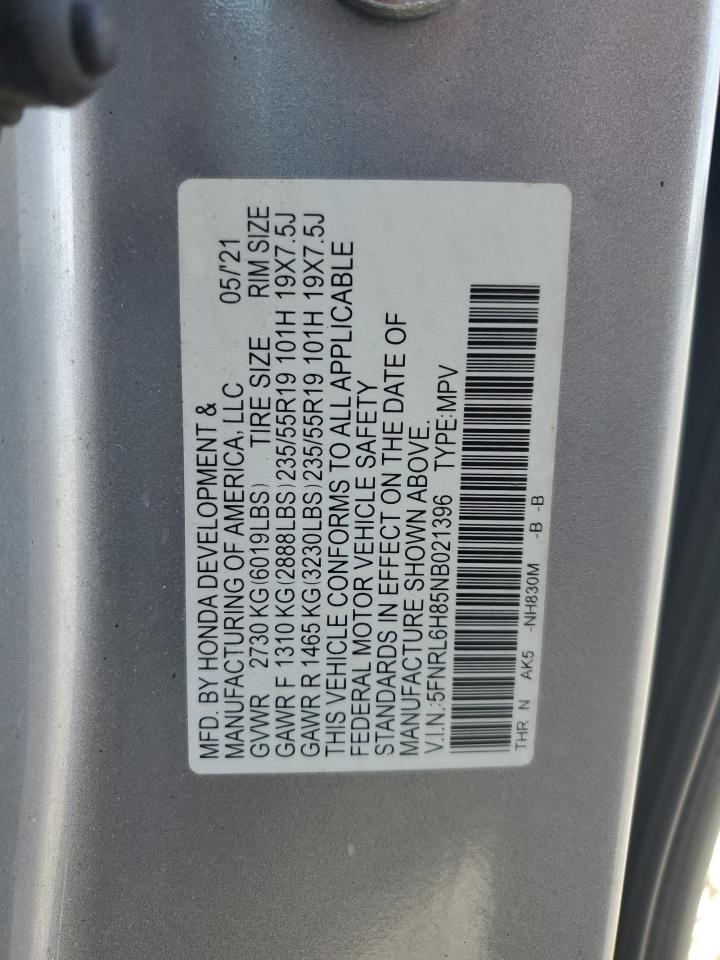 MFD. BY HONDA DEVELOPMENT &
MANUFACTURING OF AMERICA, LLC 05/'21
GVWR 2730 KG(6019LBS) TIRE SIZE RIM SIZE
GAWR F 1310 KG(2888LBS)235/55R19 101H 19X7.5J
GAWR R 1465 KG(3230LBS)235/55R19 101H 19X7.5J
THIS VEHICLE CONFORMS TO ALL APPLICABLE
FEDERAL MOTOR VEHICLE SAFETY
STANDARDS IN EFFECT ON THE DATE OF
MANUFACTURE SHOWN ABOVE.
V.I.N.:5FNRL6H85NB021396 TYPE:MPV
THR N AK5 -NH830M -B -B